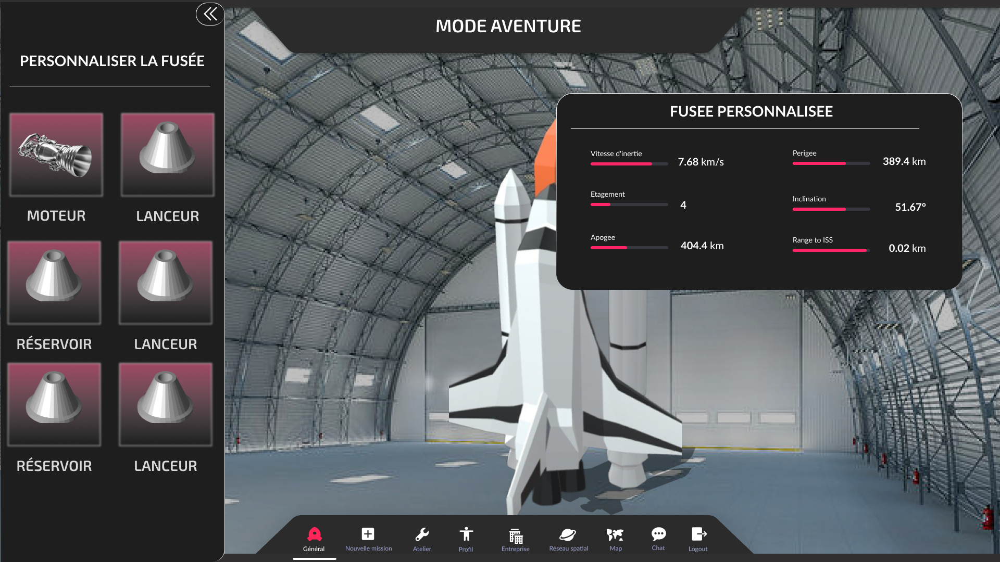 MODE AVENTURE
PERSONNALISER LA FUSÉE
MOTEUR
LANCEUR
RÉSERVOIR
LANCEUR
RÉSERVOIR
LANCEUR
FUSEE PERSONNALISEE
Vitesse d'inertie
7.68 km/s
Perigee
389.4 km
Etagement
4
Inclination
51.67°
Apogee
404.4 km
Range to ISS
0.02 km
Général
Nouvelle mission
Atelier
Profil
Entreprise
Réseau spatial
Map
Chat
Logout